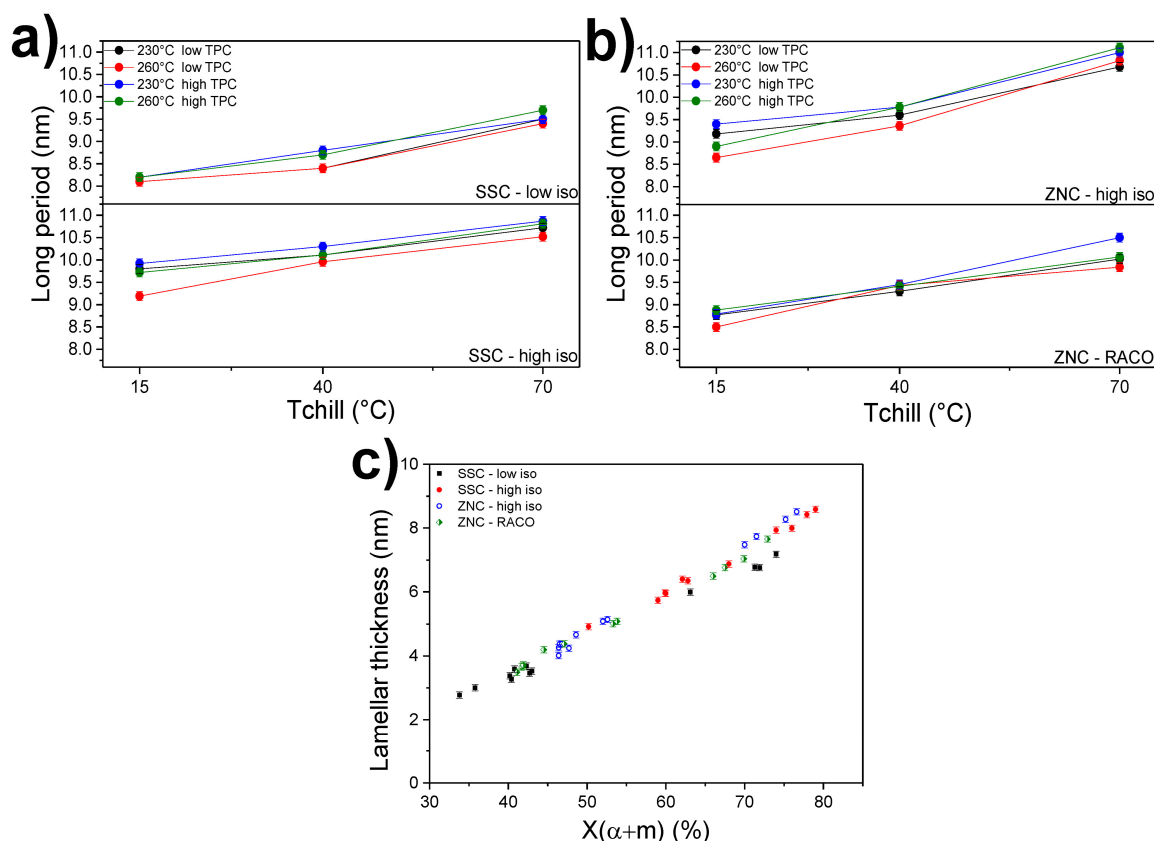 a)
230°C low TPC
260°C low TPC
230°C high TPC
260°C high TPC
11.0
10.5
10.0
9.5
9.0
8.5
8.0
Long period (nm)
SSC - low iso
11.0
10.5
10.0
9.5
9.0
8.5
8.0
Long period (nm)
SSC - high iso
15
40
70
Tchill (°C)
b)
230°C low TPC
260°C low TPC
230°C high TPC
260°C high TPC
11.0
10.5
10.0
9.5
9.0
8.5
8.0
Long period (nm)
ZNC - high iso
11.0
10.5
10.0
9.5
9.0
8.5
8.0
Long period (nm)
ZNC - RACO
15
40
70
Tchill (°C)
c)
SSC - low iso
SSC - high iso
ZNC - high iso
ZNC - RACO
10
8
6
4
2
0
Lamellar thickness (nm)
30
40
50
60
70
80
X(α+m) (%)